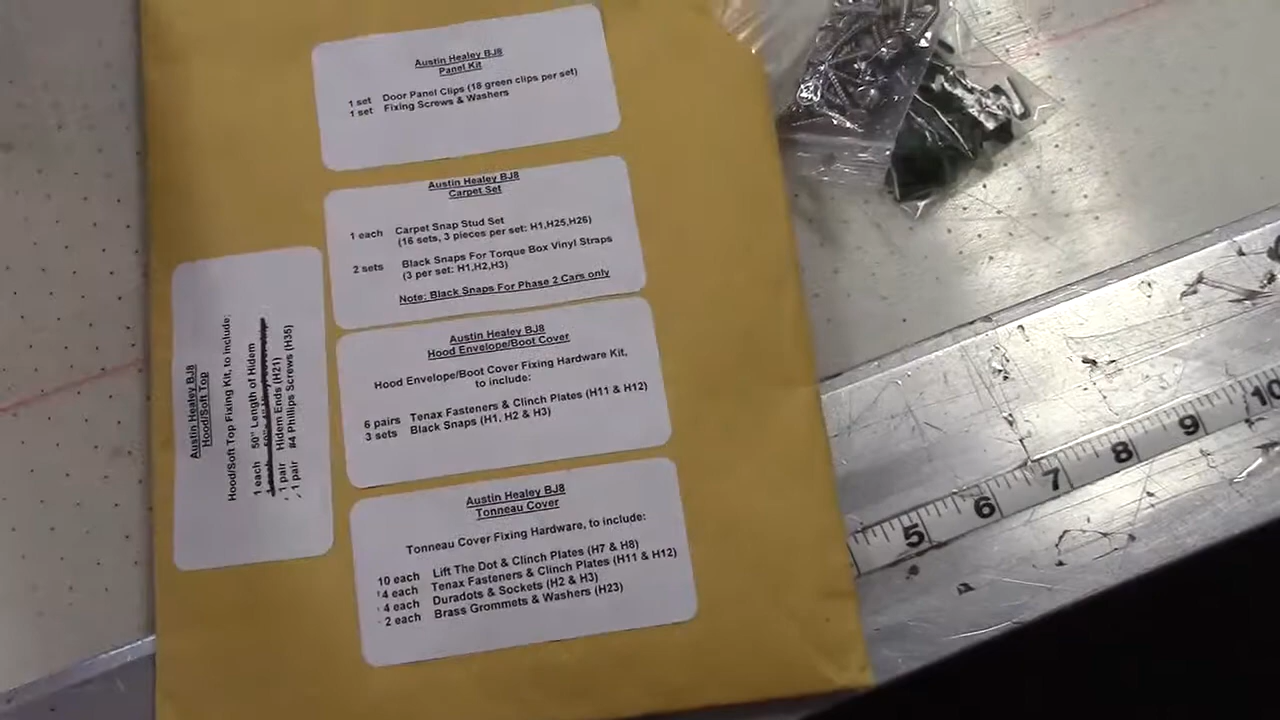 Austin Healey BJ8
Panel Kit
1 set Door Panel Clips (18 green clips per set)
1 set Fixing Screws & Washers
Austin Healey BJ8
Carpet Set
1 each Carpet Snap Stud Set
(16 sets, 3 pieces per set: H1,H25,H26)
2 sets Black Snaps For Torque Box Vinyl Straps
(3 per set: H1,H2,H3)
Note: Black Snaps For Phase 2 Cars only
Austin Healey BJ8
Hood Envelope/Boot Cover
Hood Envelope/Boot Cover Fixing Hardware Kit,
to include:
6 pairs Tenax Fasteners & Clinch Plates (H11 & H12)
3 sets Black Snaps (H1, H2 & H3)
Austin Healey BJ8
Tonneau Cover
Tonneau Cover Fixing Hardware, to include:
10 each Lift The Dot & Clinch Plates (H7 & H8)
4 each Tenax Fasteners & Clinch Plates (H11 & H12)
4 each Duradots & Sockets (H2 & H3)
2 each Brass Grommets & Washers (H23)
Austin Healey BJ8
Hood/Soft Top
Hood/Soft Top Fixing Kit, to include:
1 each 50" Length of Hidem
1 pair Hidem Ends (H21)
1 pair #4 Phillips Screws (H35)
5 6 7 8 9 10